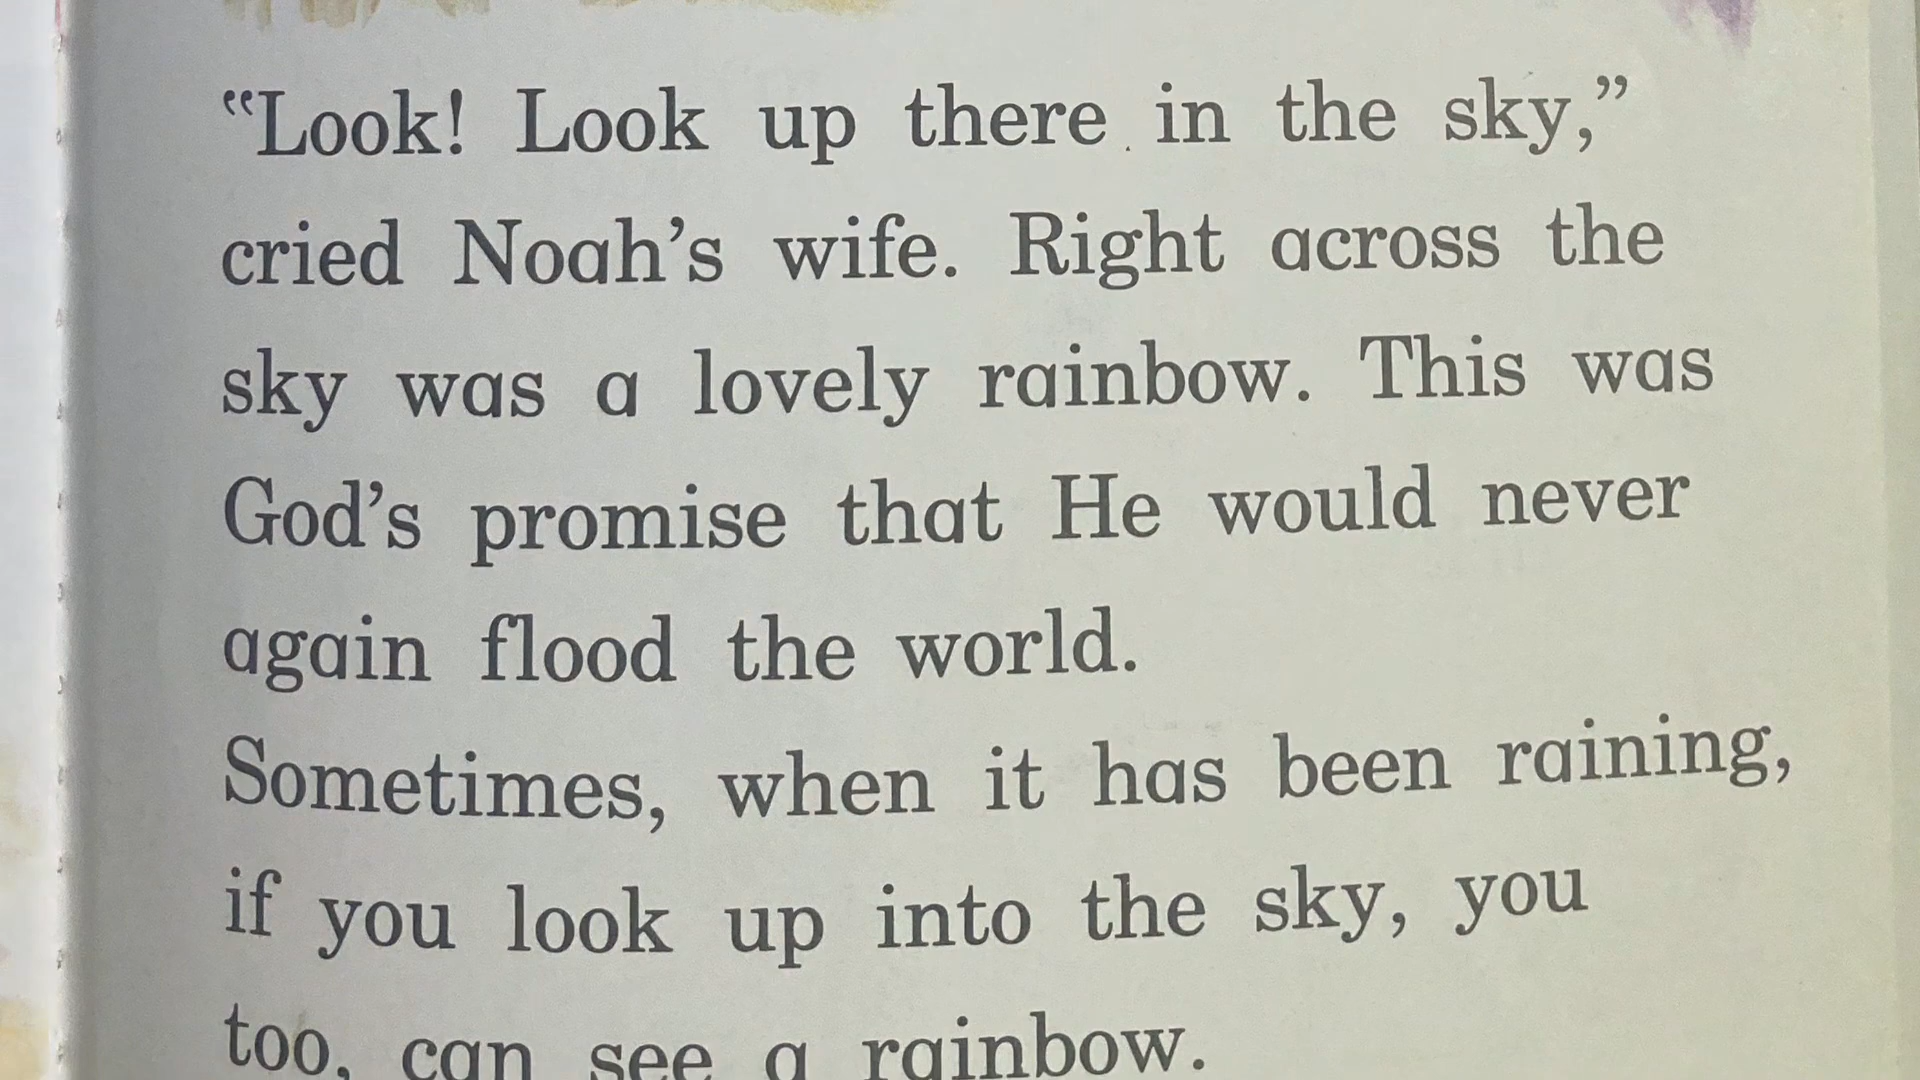 “Look! Look up there in the sky,”
cried Noah’s wife. Right across the
sky was a lovely rainbow. This was
God’s promise that He would never
again flood the world.
Sometimes, when it has been raining,
if you look up into the sky, you
too, can see a rainbow.